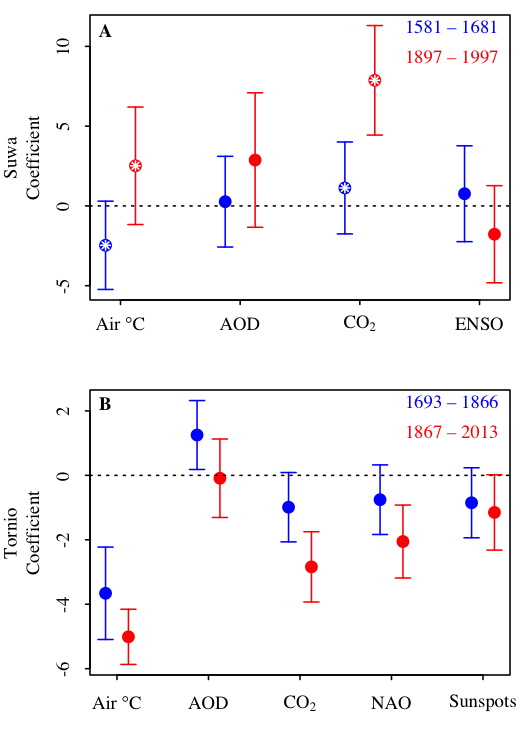 A
1581 – 1681
1897 – 1997
Suwa
Coefficient
10
5
0
-5
Air °C
AOD
CO₂
ENSO
B
1693 – 1866
1867 – 2013
Tornio
Coefficient
2
0
-2
-4
-6
Air °C
AOD
CO₂
NAO
Sunspots